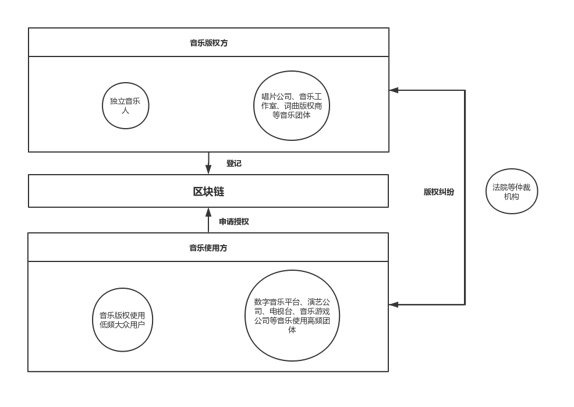 音乐版权方
独立音乐
人
唱片公司、音乐工
作室、词曲版权商
等音乐团体
登记
区块链
申请授权
音乐使用方
音乐版权使用
低频大众用户
数字音乐平台、演艺公
司、电视台、音乐游戏
公司等音乐使用高频团
体
版权纠纷
法院等仲裁
机构